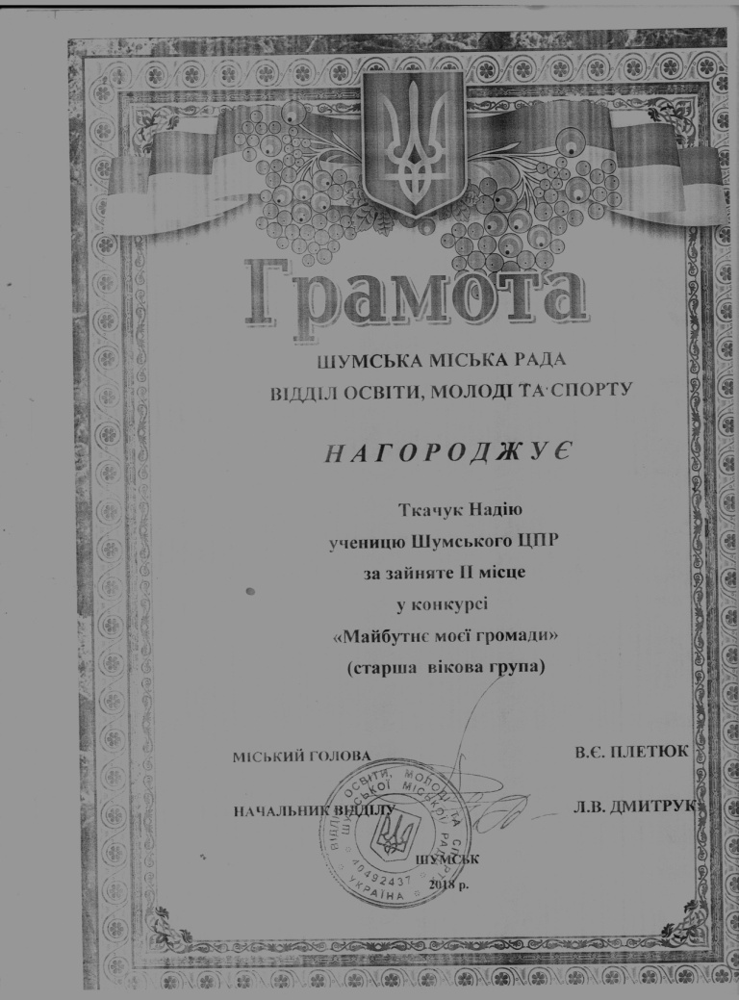 Грамота
ШУМСЬКА МІСЬКА РАДА
ВІДДІЛ ОСВІТИ, МОЛОДІ ТА СПОРТУ
НАГОРОДЖУЄ
Ткачук Надію
ученицю Шумського ЦПР
за зайняте ІІ місце
у конкурсі
«Майбутнє моєї громади»
(старша вікова група)
МІСЬКИЙ ГОЛОВА В.Є. ПЛЕТЮК
НАЧАЛЬНИК ВІДДІЛУ Л.В. ДМИТРУК
ВІДДІЛ ОСВІТИ, МОЛОДІ ТА СПОРТУ
ШУМСЬКОЇ МІСЬКОЇ РАДИ
40492437
УКРАЇНА
ШУМСЬК
2018 р.